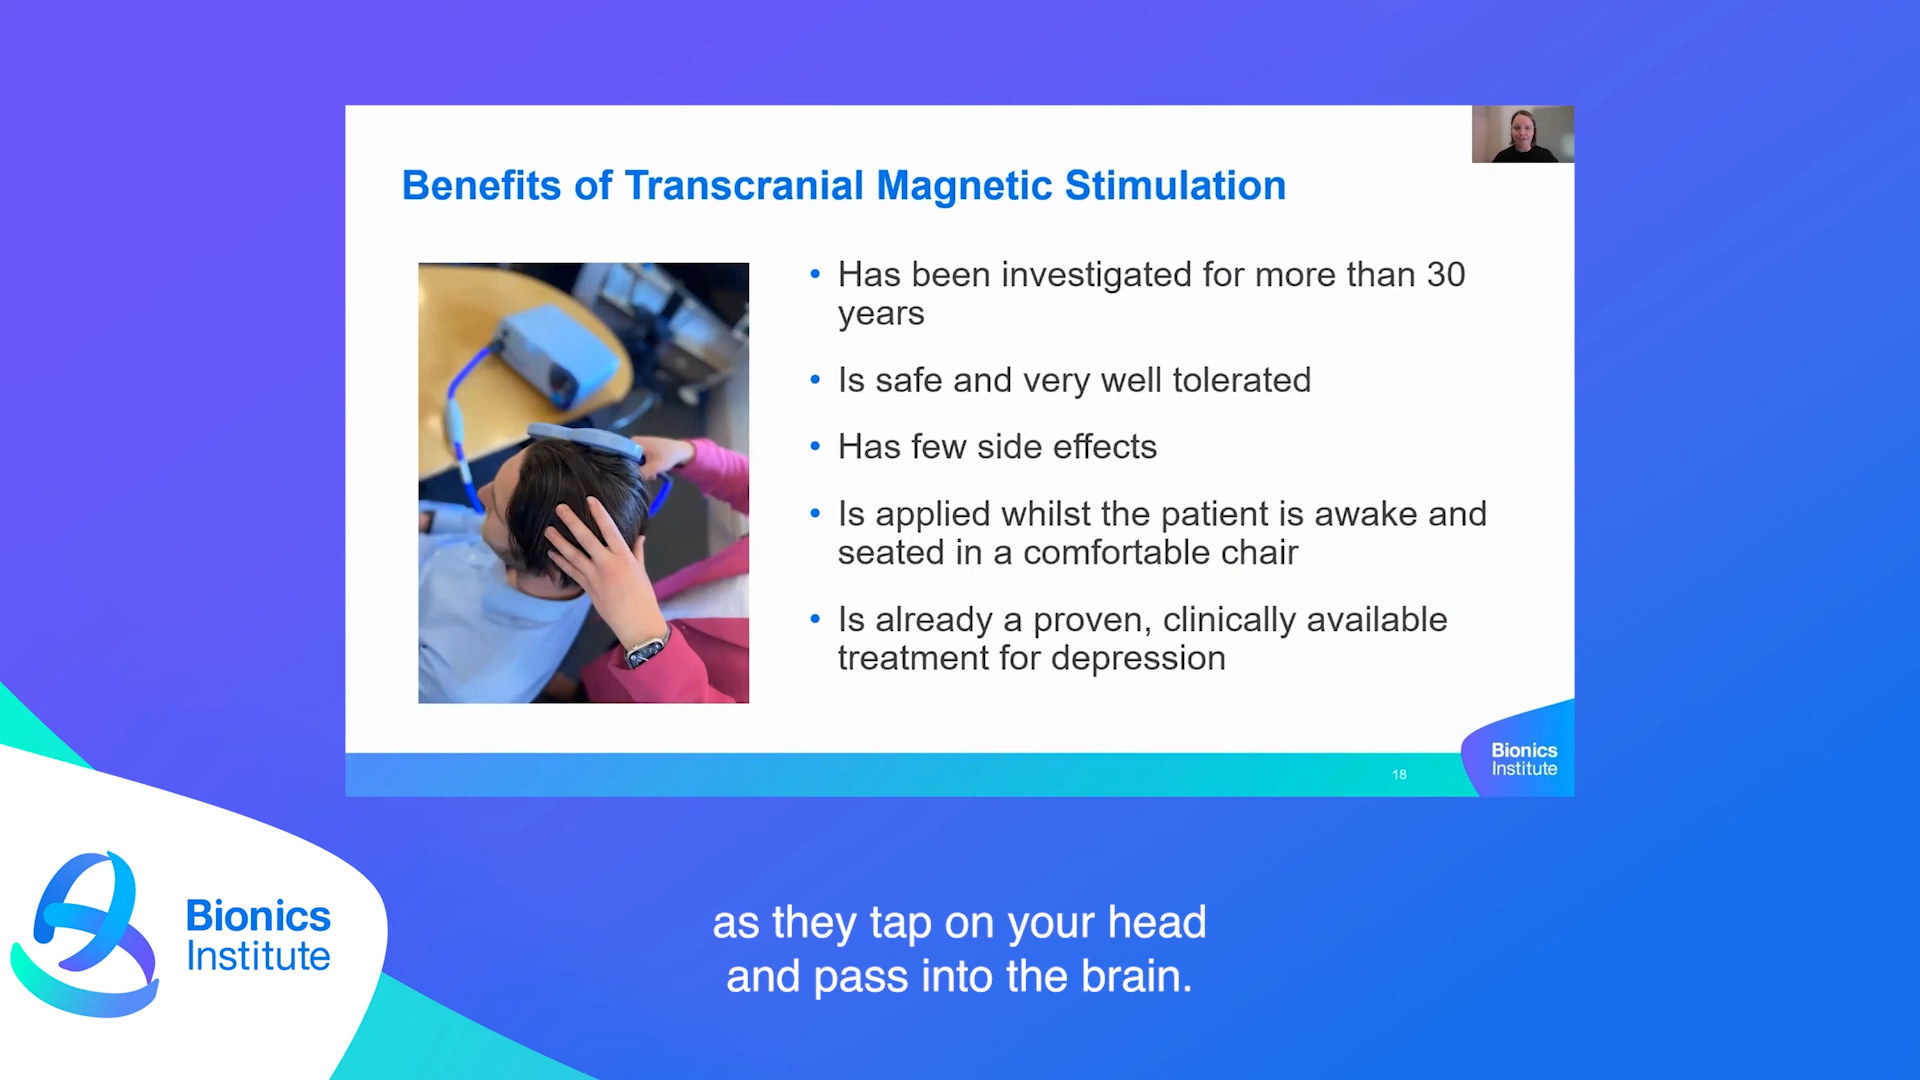 Benefits of Transcranial Magnetic Stimulation
• Has been investigated for more than 30
years
• Is safe and very well tolerated
• Has few side effects
• Is applied whilst the patient is awake and
seated in a comfortable chair
• Is already a proven, clinically available
treatment for depression
18
Bionics
Institute
Bionics
Institute
as they tap on your head
and pass into the brain.